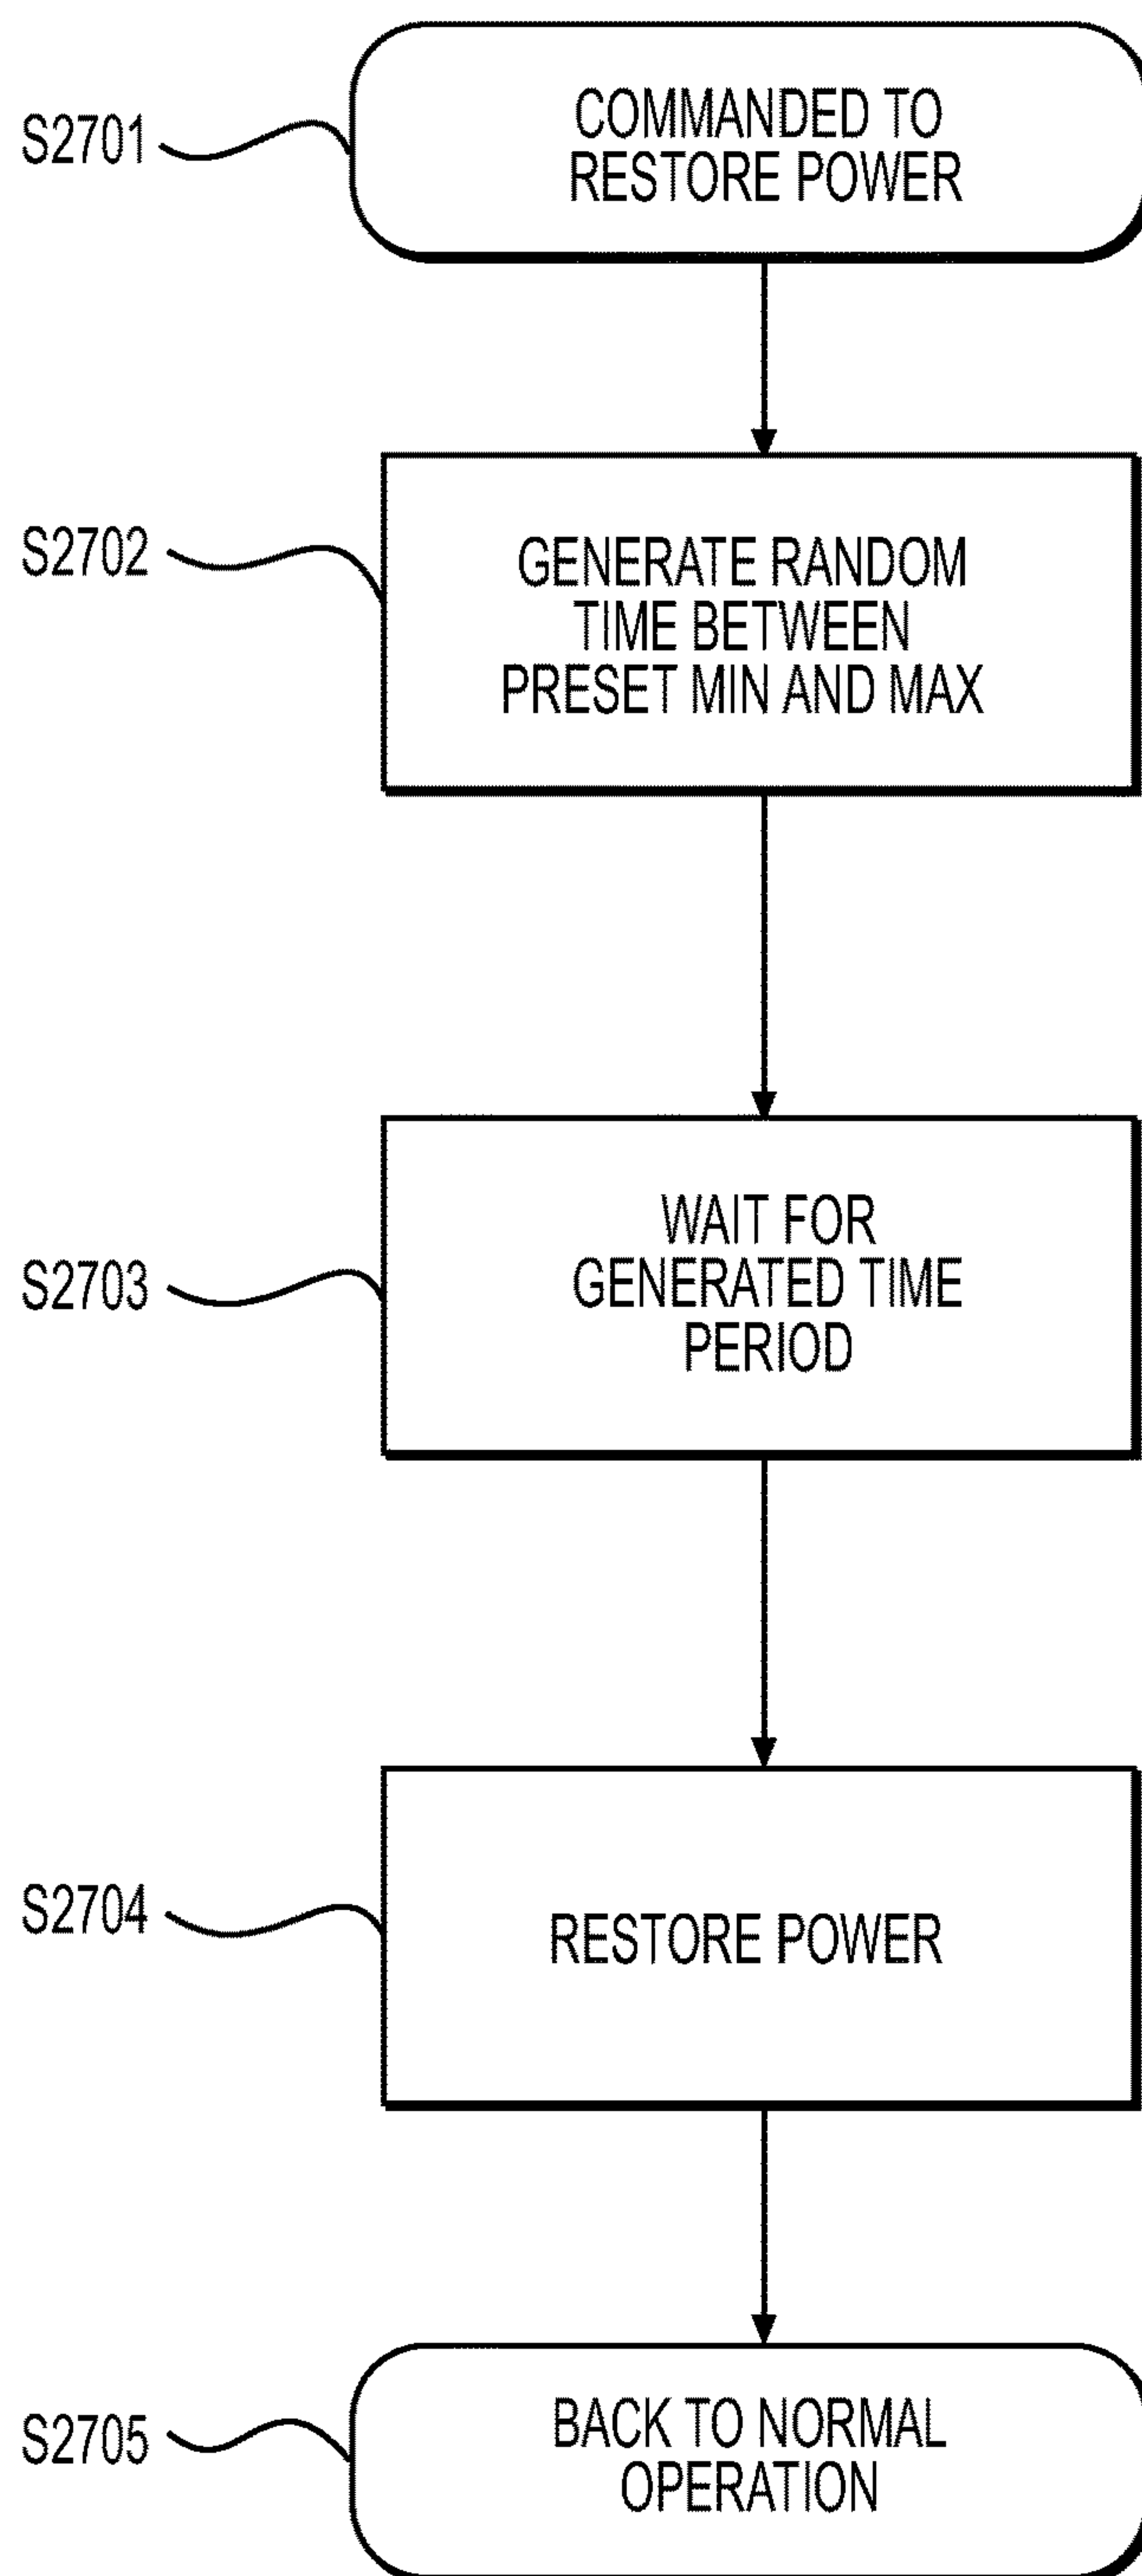 S2701
COMMANDED TO
RESTORE POWER
S2702
GENERATE RANDOM
TIME BETWEEN
PRESET MIN AND MAX
S2703
WAIT FOR
GENERATED TIME
PERIOD
S2704
RESTORE POWER
S2705
BACK TO NORMAL
OPERATION